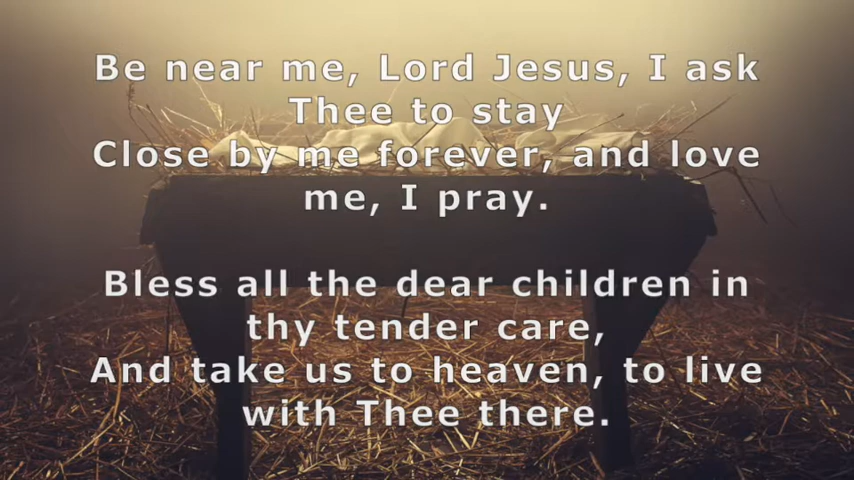 Be near me, Lord Jesus, I ask
Thee to stay
Close by me forever, and love
me, I pray.
Bless all the dear children in
thy tender care,
And take us to heaven, to live
with Thee there.